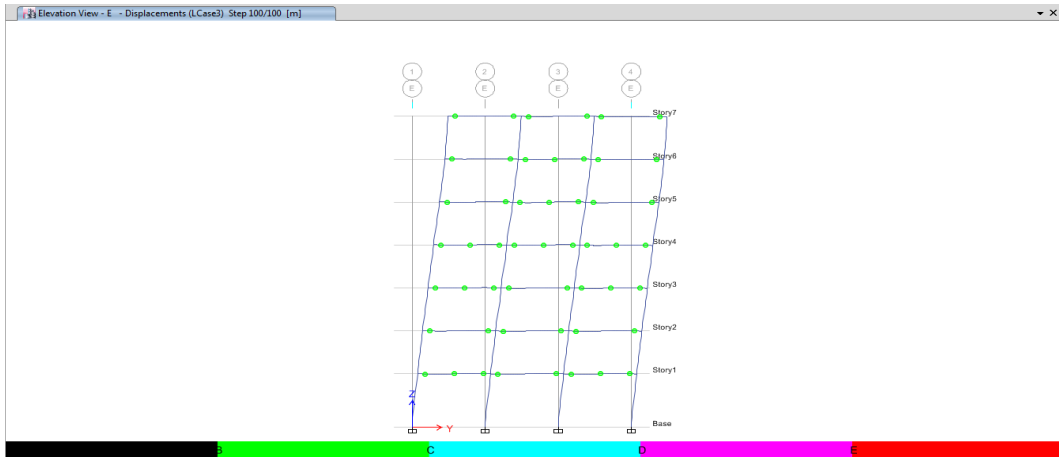 Elevation View - E - Displacements (LCase3) Step 100/100 [m]
1 2 3 4
E E E E
Story7
Story6
Story5
Story4
Story3
Story2
Story1
Z
Y
Base
B C D E